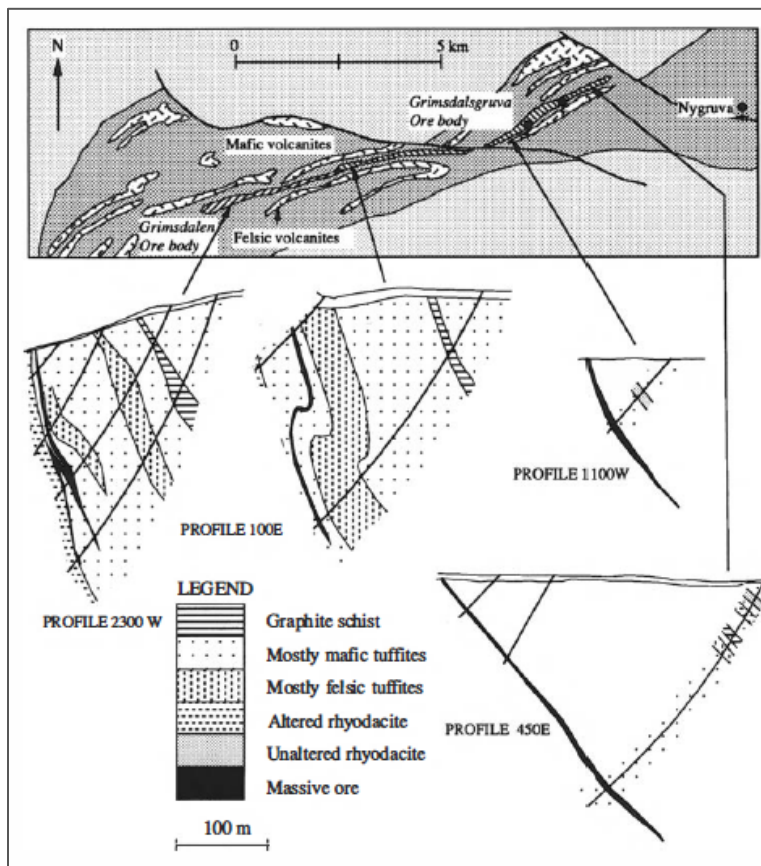 N
0
5 km
Grimsdalsgruva
Ore body
Nygruva
Mafic volcanites
Grimsdalen
Ore body
Felsic volcanites
PROFILE 1100W
PROFILE 100E
PROFILE 2300 W
LEGEND
Graphite schist
Mostly mafic tuffites
Mostly felsic tuffites
Altered rhyodacite
Unaltered rhyodacite
Massive ore
PROFILE 450E
100 m